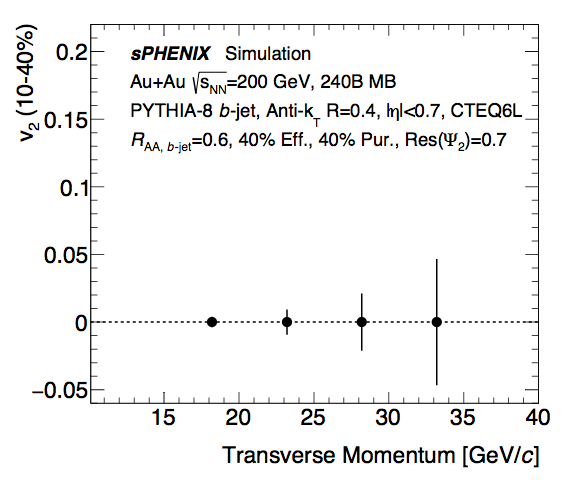 0.2
0.15
0.1
0.05
0
−0.05
v2 (10-40%)
sPHENIX Simulation
Au+Au √sNN=200 GeV, 240B MB
PYTHIA-8 b-jet, Anti-kT R=0.4, |η|<0.7, CTEQ6L
RAA, b-jet=0.6, 40% Eff., 40% Pur., Res(Ψ2)=0.7
15 20 25 30 35 40
Transverse Momentum [GeV/c]